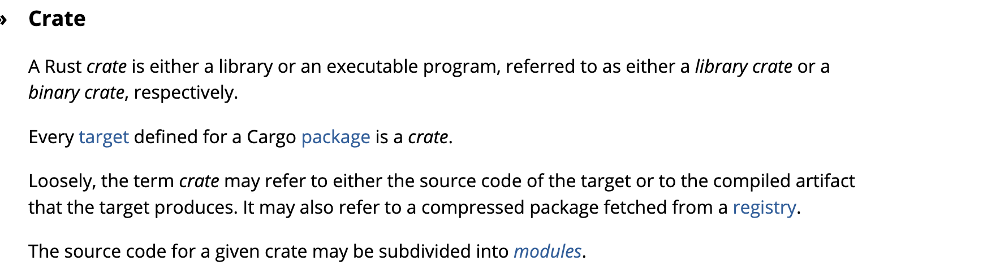 » Crate
A Rust crate is either a library or an executable program, referred to as either a library crate or a
binary crate, respectively.
Every target defined for a Cargo package is a crate.
Loosely, the term crate may refer to either the source code of the target or to the compiled artifact
that the target produces. It may also refer to a compressed package fetched from a registry.
The source code for a given crate may be subdivided into modules.